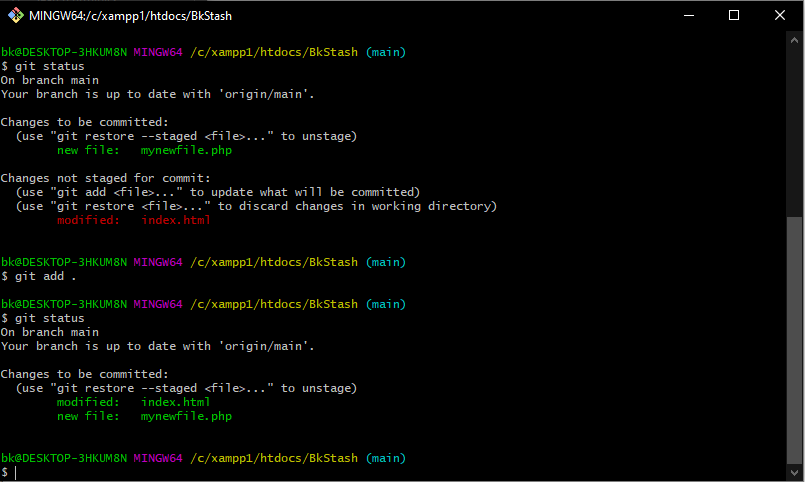 MINGW64:/c/xampp1/htdocs/BkStash
bk@DESKTOP-3HKUM8N MINGW64 /c/xampp1/htdocs/BkStash (main)
$ git status
On branch main
Your branch is up to date with 'origin/main'.
Changes to be committed:
  (use "git restore --staged <file>..." to unstage)
        new file:   mynewfile.php
Changes not staged for commit:
  (use "git add <file>..." to update what will be committed)
  (use "git restore <file>..." to discard changes in working directory)
        modified:   index.html
bk@DESKTOP-3HKUM8N MINGW64 /c/xampp1/htdocs/BkStash (main)
$ git add .
bk@DESKTOP-3HKUM8N MINGW64 /c/xampp1/htdocs/BkStash (main)
$ git status
On branch main
Your branch is up to date with 'origin/main'.
Changes to be committed:
  (use "git restore --staged <file>..." to unstage)
        modified:   index.html
        new file:   mynewfile.php
bk@DESKTOP-3HKUM8N MINGW64 /c/xampp1/htdocs/BkStash (main)
$